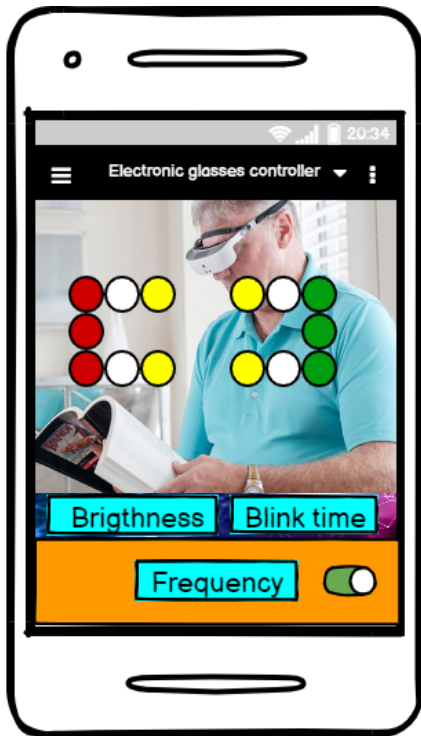 20:34
Electronic glasses controller
Brigthness
Blink time
Frequency